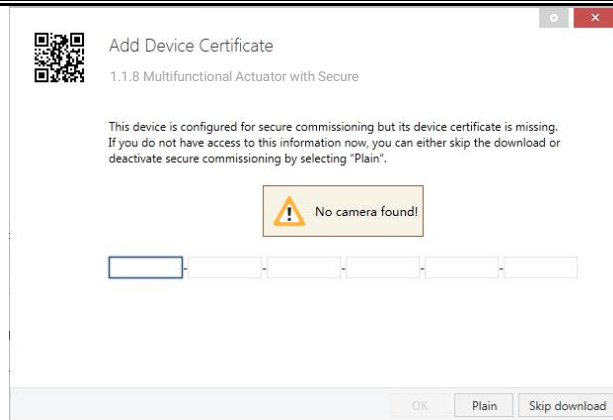 Add Device Certificate
1.1.8 Multifunctional Actuator with Secure
This device is configured for secure commissioning but its device certificate is missing.
If you do not have access to this information now, you can either skip the download or
deactivate secure commissioning by selecting "Plain".
No camera found!
- - - - -
OK Plain Skip download